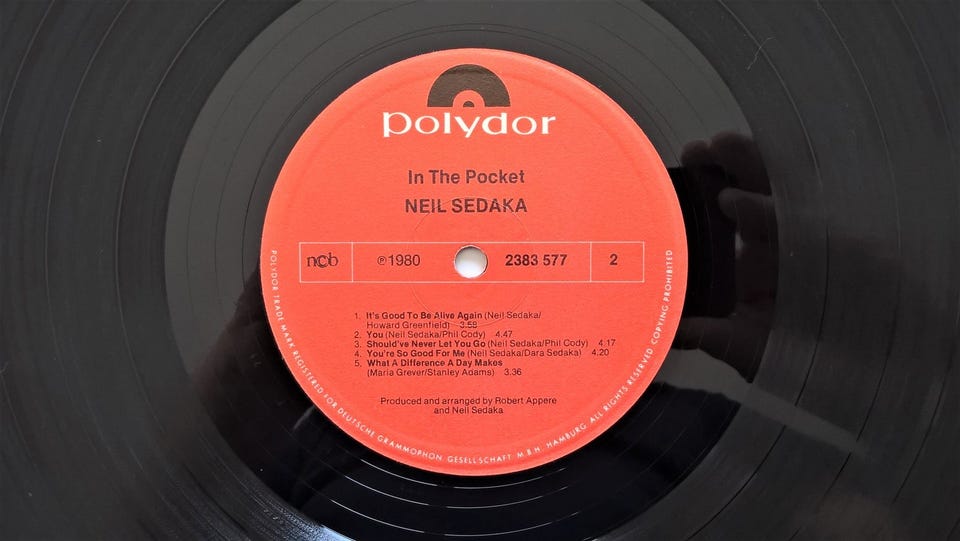 polydor
In The Pocket
NEIL SEDAKA
ncb ℗1980 2383 577 2
1. It's Good To Be Alive Again (Neil Sedaka/
Howard Greenfield) 3.58
2. You (Neil Sedaka/Phil Cody) 4.47
3. Should've Never Let You Go (Neil Sedaka/Phil Cody) 4.17
4. You're So Good For Me (Neil Sedaka/Dara Sedaka) 4.20
5. What A Difference A Day Makes
(Maria Grever/Stanley Adams) 3.36
Produced and arranged by Robert Appere
and Neil Sedaka
POLYDOR TRADE MARK REGISTERED FOR DEUTSCHE GRAMMOPHON GESELLSCHAFT M.B.H. HAMBURG ALL RIGHTS RESERVED COPYING PROHIBITED